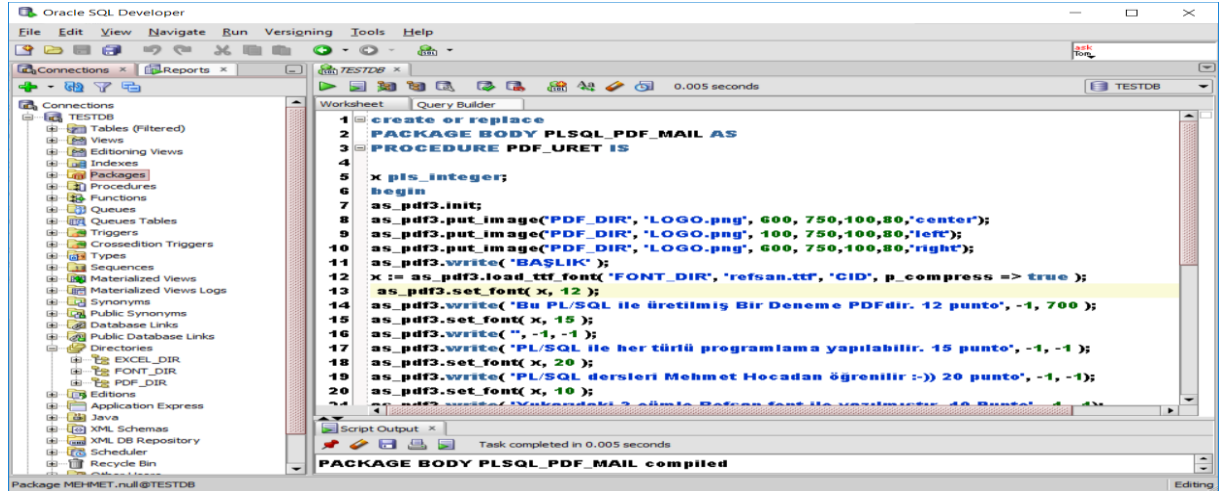 Oracle SQL Developer
File Edit View Navigate Run Versigning Tools Help
ask Tom
Connections Reports
TESTDB
0.005 seconds TESTDB
Worksheet Query Builder
Connections
TESTDB
Tables (Filtered)
Views
Editioning Views
Indexes
Packages
Procedures
Functions
Queues
Queues Tables
Triggers
Crossedition Triggers
Types
Sequences
Materialized Views
Materialized Views Logs
Synonyms
Public Synonyms
Database Links
Public Database Links
Directories
EXCEL_DIR
FONT_DIR
PDF_DIR
Editions
Application Express
Java
XML Schemas
XML DB Repository
Scheduler
Recycle Bin
Other Users
1 create or replace
2 PACKAGE BODY PLSQL_PDF_MAIL AS
3 PROCEDURE PDF_URET IS
4
5 x pls_integer;
6 begin
7 as_pdf3.init;
8 as_pdf3.put_image('PDF_DIR', 'LOGO.png', 600, 750,100,80,'center');
9 as_pdf3.put_image('PDF_DIR', 'LOGO.png', 100, 750,100,80,'left');
10 as_pdf3.put_image('PDF_DIR', 'LOGO.png', 600, 750,100,80,'right');
11 as_pdf3.write( 'BAŞLIK' );
12 x := as_pdf3.load_ttf_font( 'FONT_DIR', 'refsan.ttf', 'CID', p_compress => true );
13 as_pdf3.set_font( x, 12 );
14 as_pdf3.write( 'Bu PL/SQL ile üretilmiş Bir Deneme PDFdir. 12 punto', -1, 700 );
15 as_pdf3.set_font( x, 15 );
16 as_pdf3.write( '', -1, -1 );
17 as_pdf3.write( 'PL/SQL ile her türlü programlama yapılabilir. 15 punto', -1, -1 );
18 as_pdf3.set_font( x, 20 );
19 as_pdf3.write( 'PL/SQL dersleri Mehmet Hocadan öğrenilir :-)) 20 punto', -1, -1);
20 as_pdf3.set_font( x, 10 );
Script Output
Task completed in 0.005 seconds
PACKAGE BODY PLSQL_PDF_MAIL compiled
Package MEHMET.null@TESTDB Editing